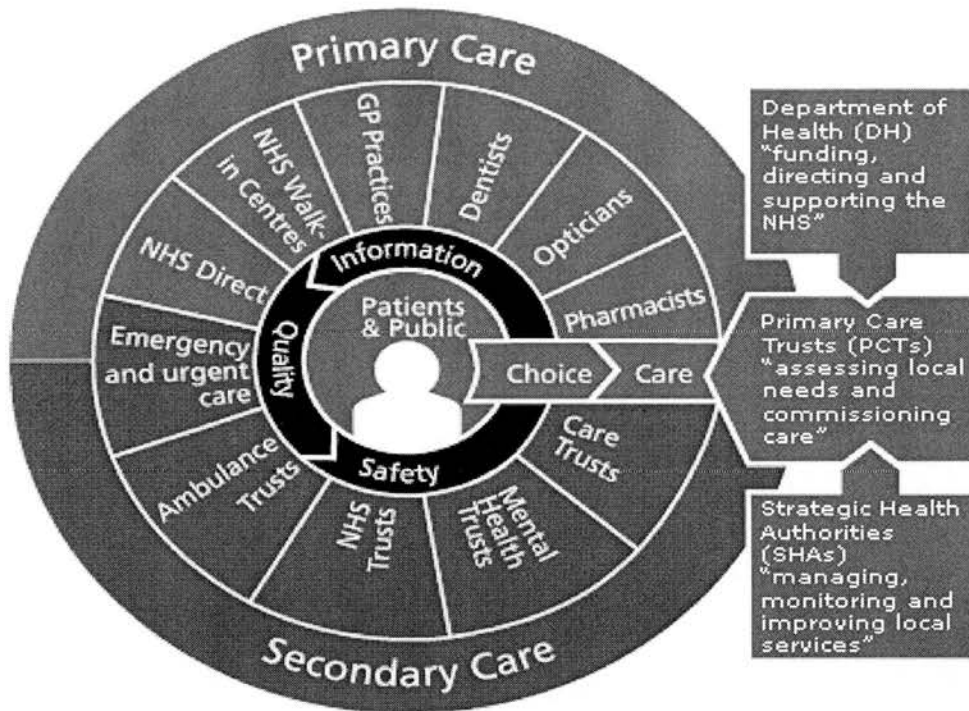 Primary Care
NHS Direct
NHS Walk-
in Centres
GP Practices
Dentists
Opticians
Pharmacists
Information
Quality
Safety
Patients
& Public
Choice
Care
Emergency
and urgent
care
Ambulance
Trusts
NHS
Trusts
Mental
Health
Trusts
Care
Trusts
Secondary Care
Department of
Health (DH)
"funding,
directing and
supporting the
NHS"
Primary Care
Trusts (PCTs)
"assessing local
needs and
commissioning
care"
Strategic Health
Authorities
(SHAs)
"managing,
monitoring and
improving local
services"